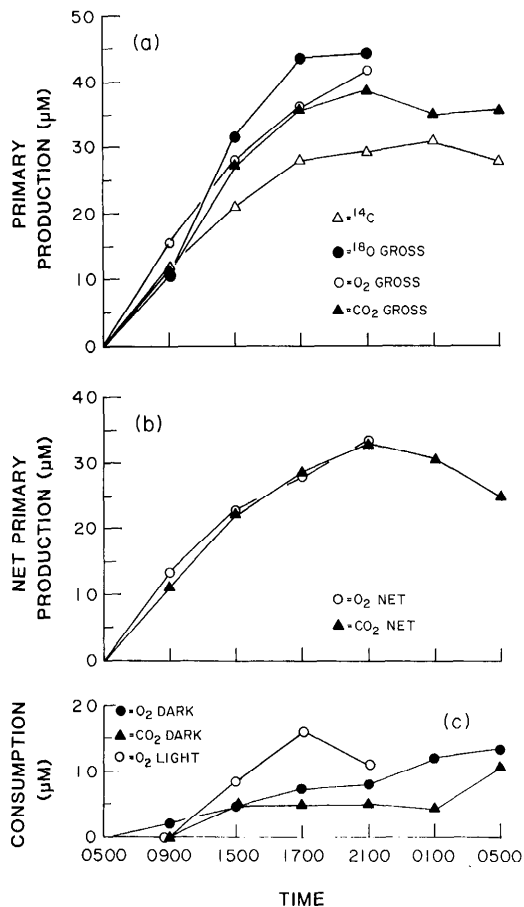 (a)
PRIMARY
PRODUCTION (μM)
50
40
30
20
10
0
△=¹⁴C
●=¹⁸O GROSS
○=O₂ GROSS
▲=CO₂ GROSS
(b)
NET PRIMARY
PRODUCTION (μM)
40
30
20
10
0
○=O₂ NET
▲=CO₂ NET
(c)
CONSUMPTION
(μM)
20
10
0
●=O₂ DARK
▲=CO₂ DARK
○=O₂ LIGHT
0500 0900 1500 1700 2100 0100 0500
TIME